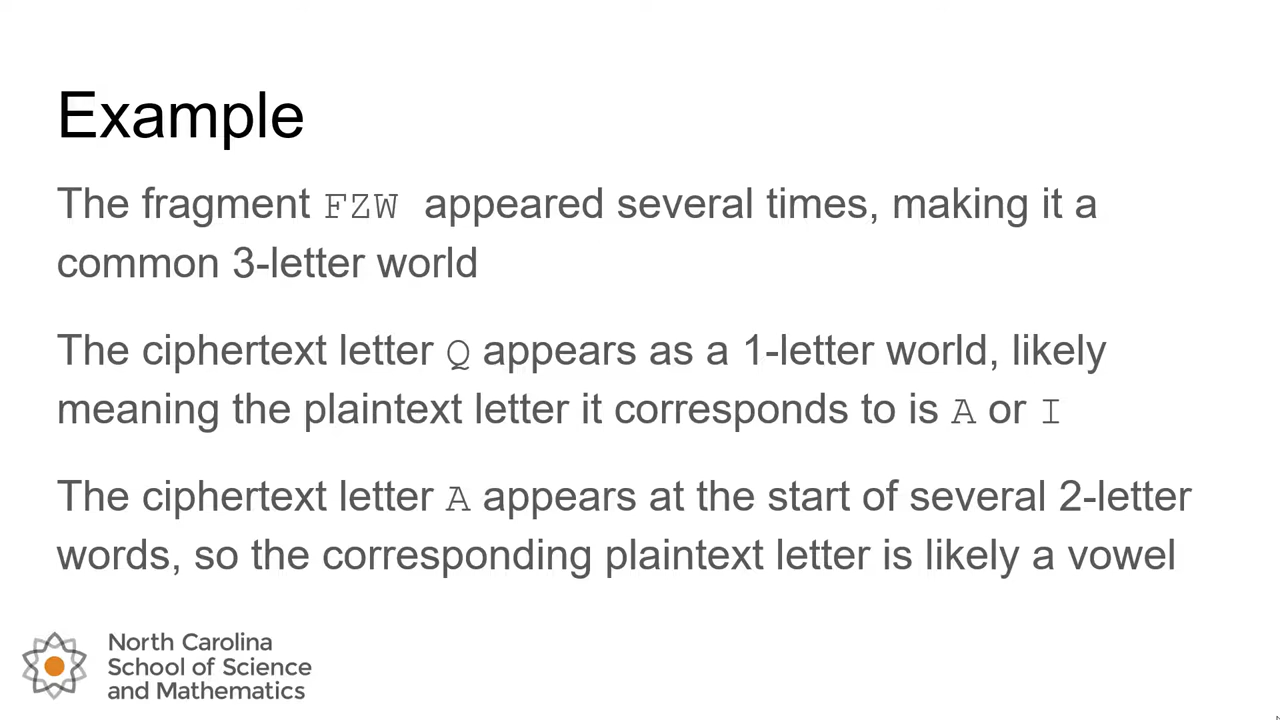 Example
The fragment FZW appeared several times, making it a
common 3-letter world
The ciphertext letter Q appears as a 1-letter world, likely
meaning the plaintext letter it corresponds to is A or I
The ciphertext letter A appears at the start of several 2-letter
words, so the corresponding plaintext letter is likely a vowel
North Carolina
School of Science
and Mathematics